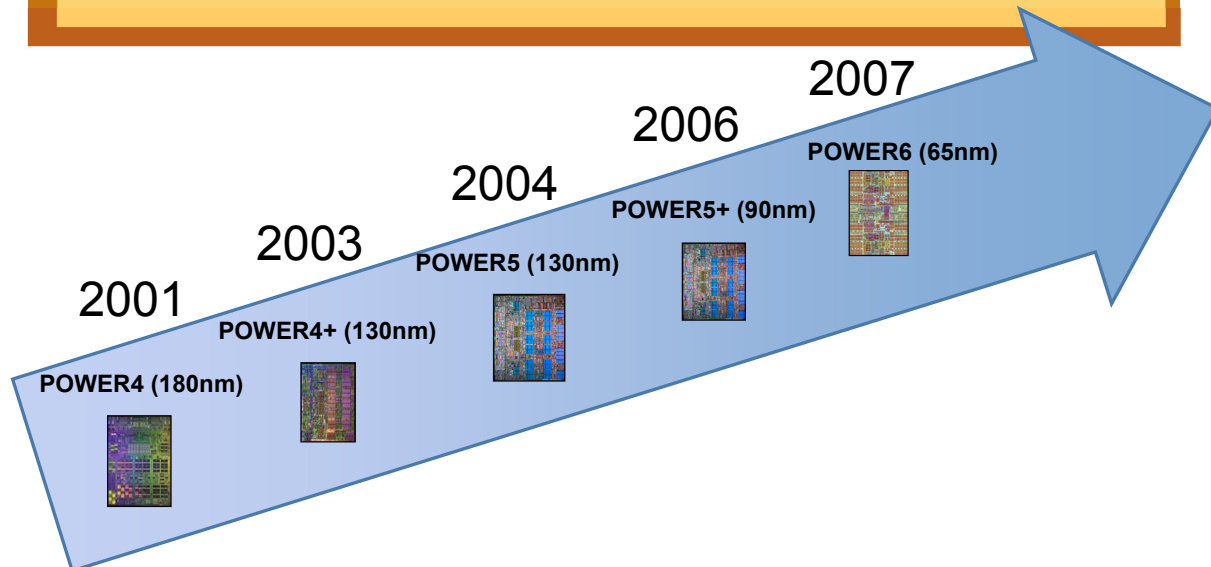 2001
POWER4 (180nm)
2003
POWER4+ (130nm)
2004
POWER5 (130nm)
2006
POWER5+ (90nm)
2007
POWER6 (65nm)